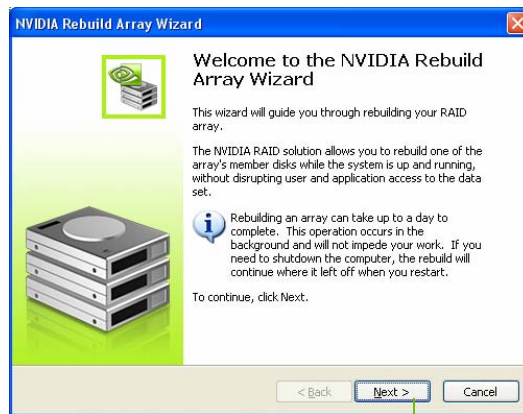 NVIDIA Rebuild Array Wizard
Welcome to the NVIDIA Rebuild
Array Wizard
This wizard will guide you through rebuilding your RAID
array.
The NVIDIA RAID solution allows you to rebuild one of the
array's member disks while the system is up and running,
without disrupting user and application access to the data
set.
Rebuilding an array can take up to a day to
complete. This operation occurs in the
background and will not impede your work. If you
need to shutdown the computer, the rebuild will
continue where it left off when you restart.
To continue, click Next.
< Back
Next >
Cancel